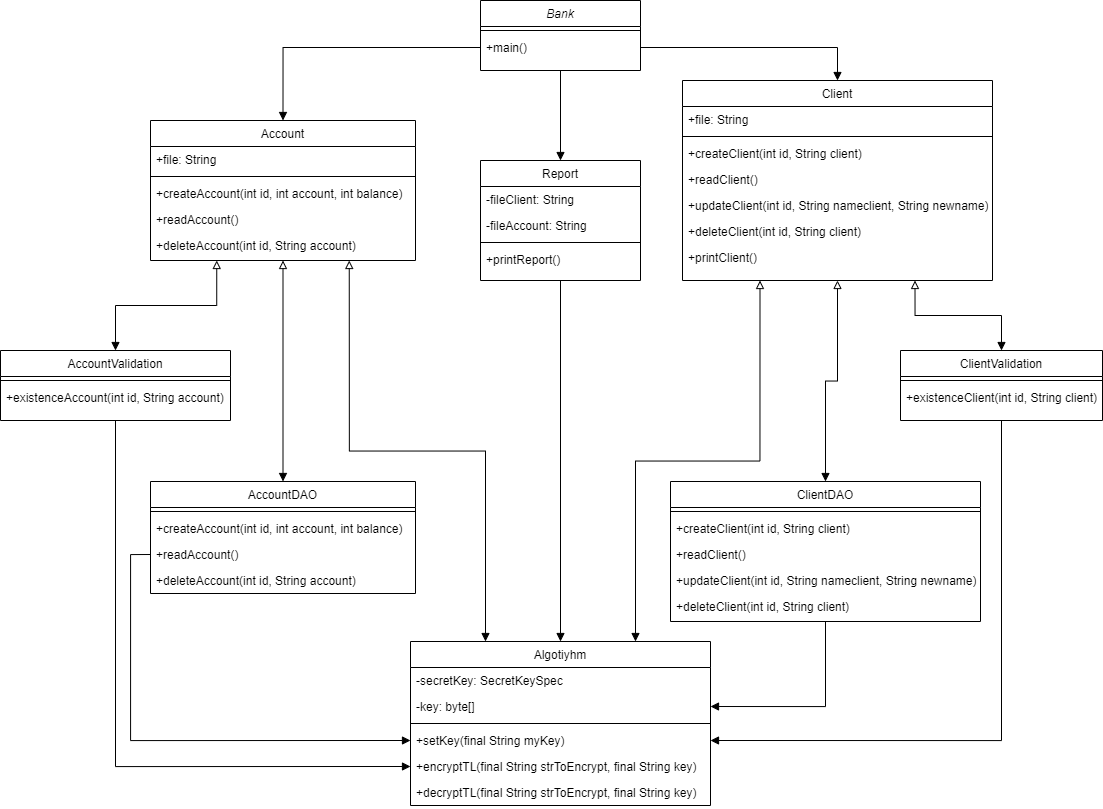 Bank
+main()
Client
+file: String
+createClient(int id, String client)
+readClient()
+updateClient(int id, String nameclient, String newname)
+deleteClient(int id, String client)
+printClient()
Account
+file: String
+createAccount(int id, int account, int balance)
+readAccount()
+deleteAccount(int id, String account)
Report
-fileClient: String
-fileAccount: String
+printReport()
AccountValidation
+existenceAccount(int id, String account)
ClientValidation
+existenceClient(int id, String client)
AccountDAO
+createAccount(int id, int account, int balance)
+readAccount()
+deleteAccount(int id, String account)
ClientDAO
+createClient(int id, String client)
+readClient()
+updateClient(int id, String nameclient, String newname)
+deleteClient(int id, String client)
Algotiyhm
-secretKey: SecretKeySpec
-key: byte[]
+setKey(final String myKey)
+encryptTL(final String strToEncrypt, final String key)
+decryptTL(final String strToEncrypt, final String key)